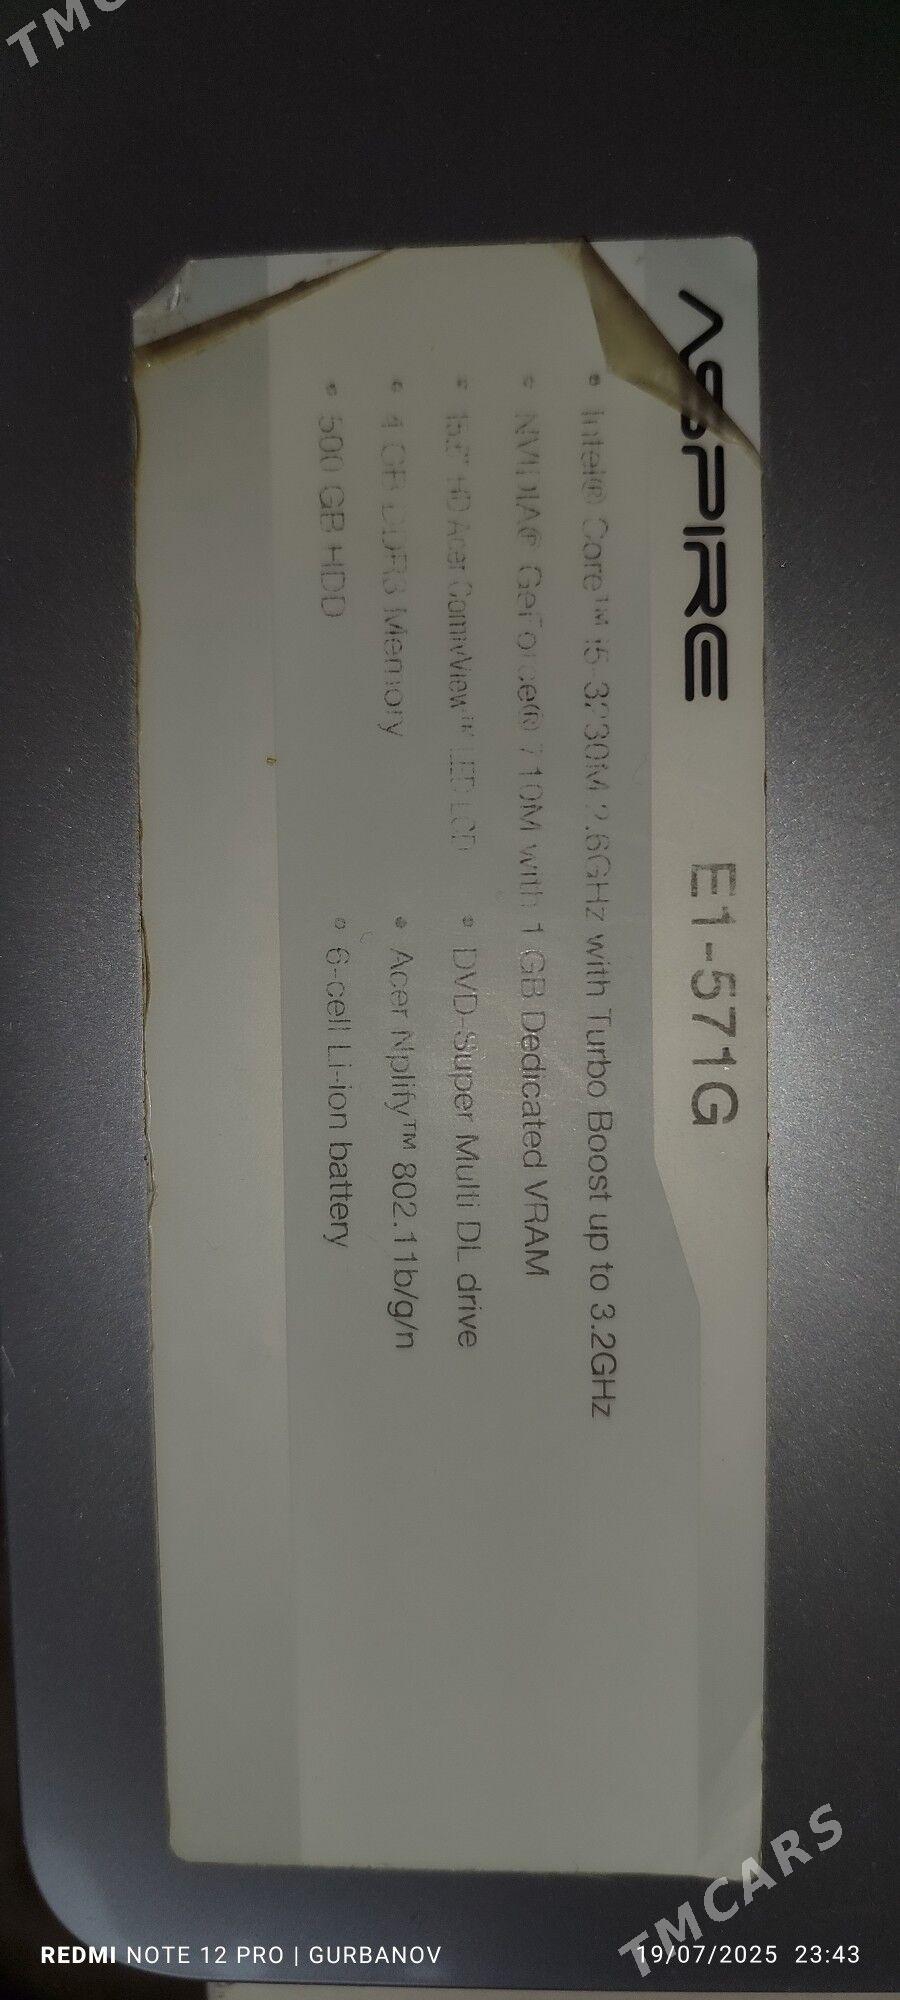 TMC
ASPIRE E1-571G
• Intel® Core™ i5-3230M 2.6GHz with Turbo Boost up to 3.2GHz
• NVIDIA® GeForce® 710M with 1 GB Dedicated VRAM
• 15.6" HD Acer ComfyView™ LED LCD
• 4 GB DDR3 Memory
• 500 GB HDD
• DVD-Super Multi DL drive
• Acer Nplify™ 802.11b/g/n
• 6-cell Li-ion battery
TMCARS
REDMI NOTE 12 PRO | GURBANOV
19/07/2025 23:43